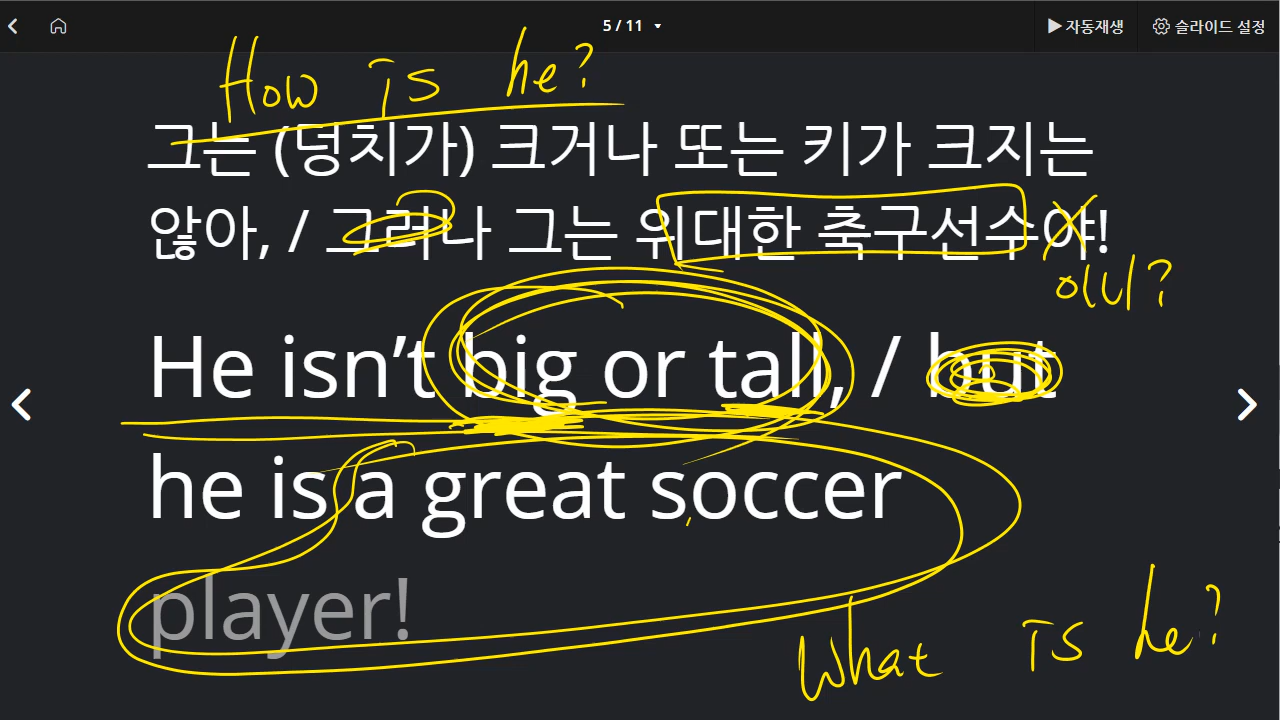 5 / 11
자동재생
슬라이드 설정
How is he?
그는 (덩치가) 크거나 또는 키가 크지는
않아, / 그러나 그는 위대한 축구선수야!
이니?
He isn't big or tall, / but
he is a great soccer
player!
What is he?